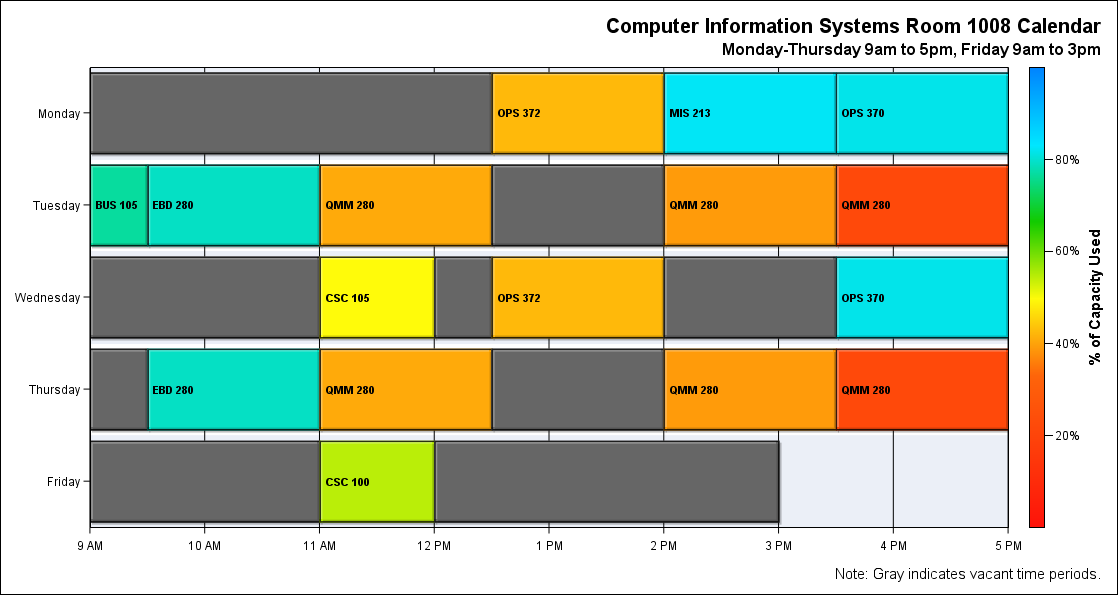 Computer Information Systems Room 1008 Calendar
Monday-Thursday 9am to 5pm, Friday 9am to 3pm
Monday
OPS 372
MIS 213
OPS 370
Tuesday
BUS 105
EBD 280
QMM 280
QMM 280
QMM 280
Wednesday
CSC 105
OPS 372
OPS 370
Thursday
EBD 280
QMM 280
QMM 280
QMM 280
Friday
CSC 100
9 AM
10 AM
11 AM
12 PM
1 PM
2 PM
3 PM
4 PM
5 PM
80%
60%
40%
20%
% of Capacity Used
Note: Gray indicates vacant time periods.